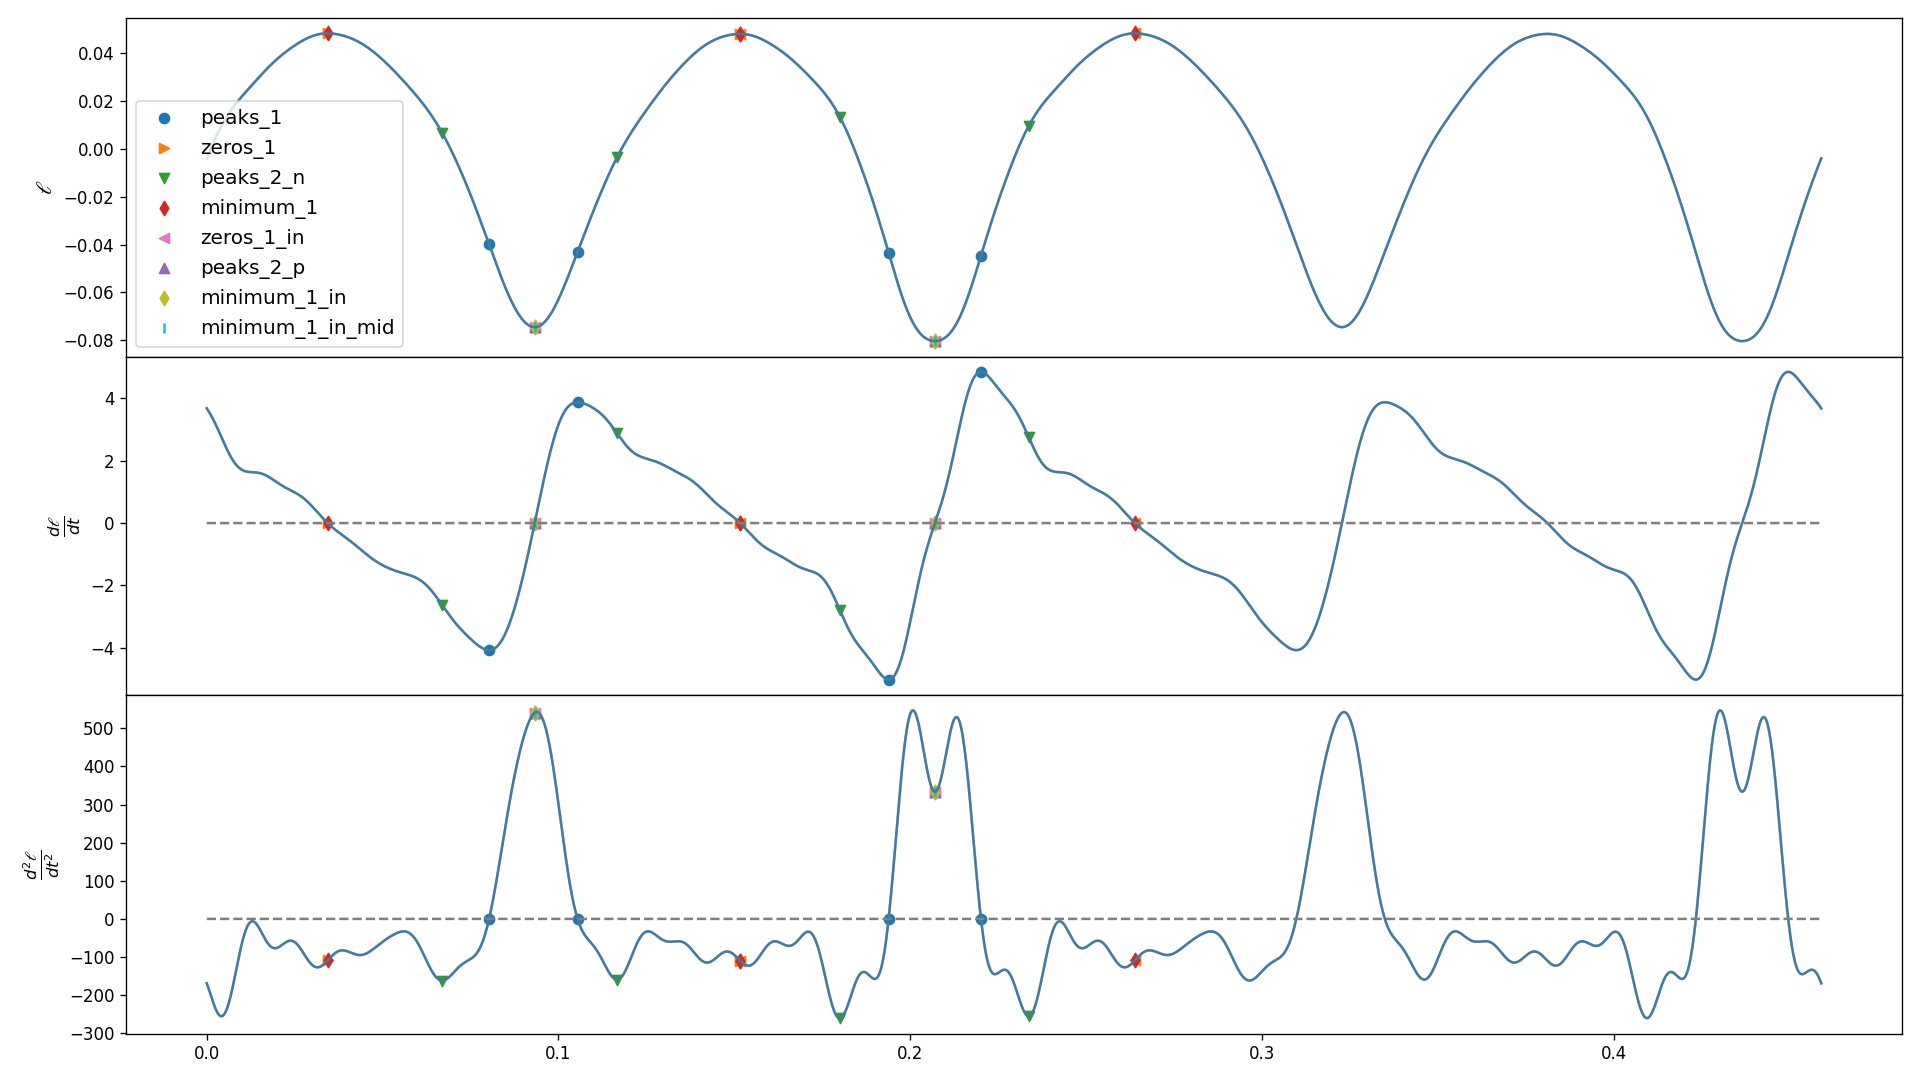 0.04
0.02
0.00
−0.02
−0.04
−0.06
−0.08
ℓ
peaks_1
zeros_1
peaks_2_n
minimum_1
zeros_1_in
peaks_2_p
minimum_1_in
minimum_1_in_mid
4
2
0
−2
−4
dℓ
dt
500
400
300
200
100
0
−100
−200
−300
d²ℓ
dt²
0.0 0.1 0.2 0.3 0.4